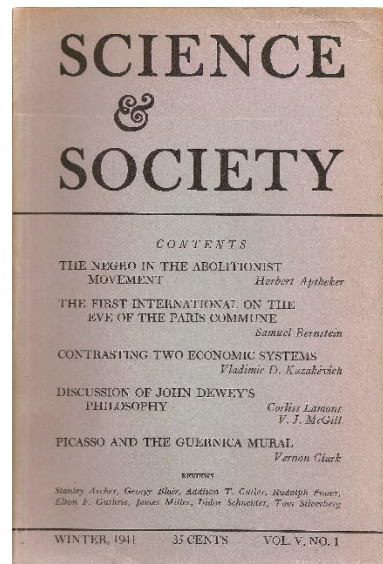 SCIENCE
&
SOCIETY
CONTENTS
THE NEGRO IN THE ABOLITIONIST
MOVEMENT Herbert Aptheker
THE FIRST INTERNATIONAL ON THE
EVE OF THE PARIS COMMUNE
Samuel Bernstein
CONTRASTING TWO ECONOMIC SYSTEMS
Vladimir D. Kazakévich
DISCUSSION OF JOHN DEWEY'S
PHILOSOPHY Corliss Lamont
V. J. McGill
PICASSO AND THE GUERNICA MURAL
Vernon Clark
REVIEWS
Stanley Archer, George Blair, Addison T. Cutler, Rudolph
Elton F. Guthrie, James Miller, Isidor Schneider, Tom Silverberg
WINTER, 1941 35 CENTS VOL. V, NO. 1